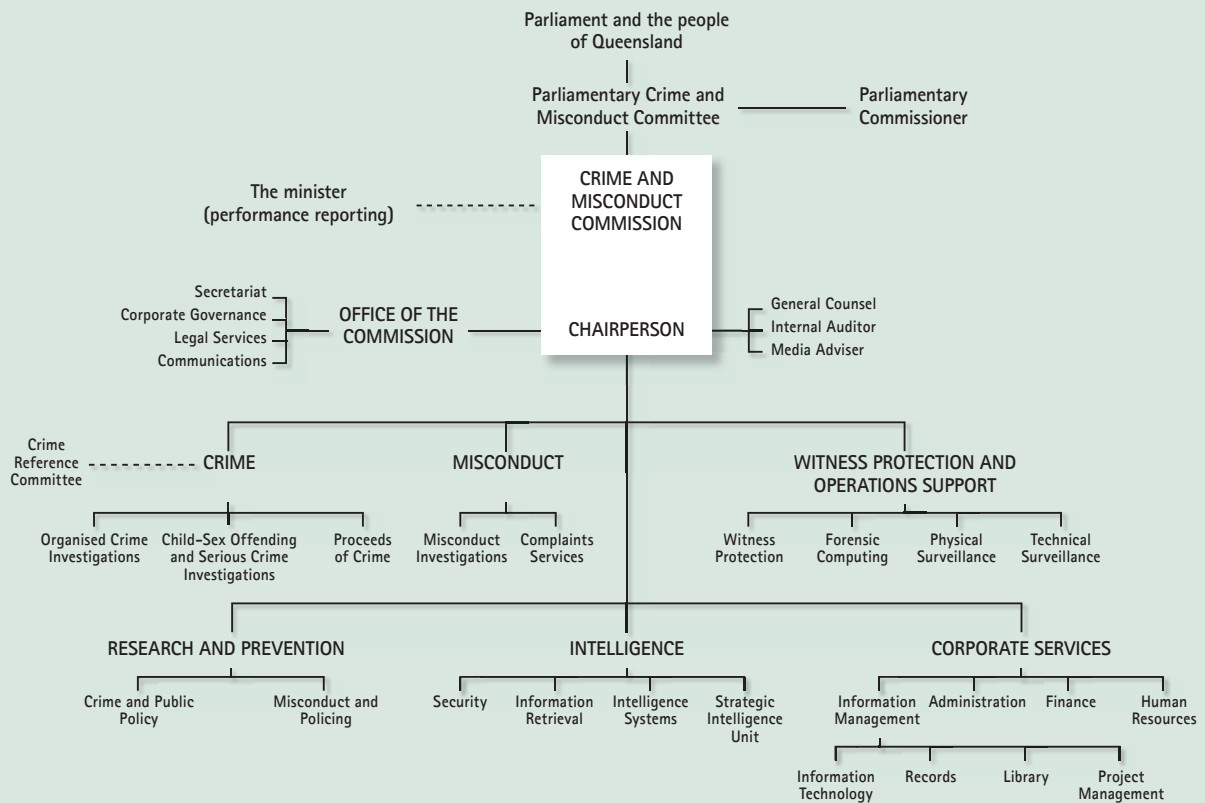 Parliament and the people
of Queensland
Parliamentary Crime and
Misconduct Committee
Parliamentary
Commissioner
The minister
(performance reporting)
CRIME AND
MISCONDUCT
COMMISSION
Secretariat
Corporate Governance
Legal Services
Communications
OFFICE OF THE
COMMISSION
CHAIRPERSON
General Counsel
Internal Auditor
Media Adviser
Crime
Reference
Committee
CRIME
MISCONDUCT
WITNESS PROTECTION AND
OPERATIONS SUPPORT
Organised Crime
Investigations
Child-Sex Offending
and Serious Crime
Investigations
Proceeds
of Crime
Misconduct
Investigations
Complaints
Services
Witness
Protection
Forensic
Computing
Physical
Surveillance
Technical
Surveillance
RESEARCH AND PREVENTION
INTELLIGENCE
CORPORATE SERVICES
Crime and Public
Policy
Misconduct and
Policing
Security
Information
Retrieval
Intelligence
Systems
Strategic
Intelligence
Unit
Information
Management
Administration
Finance
Human
Resources
Information
Technology
Records
Library
Project
Management